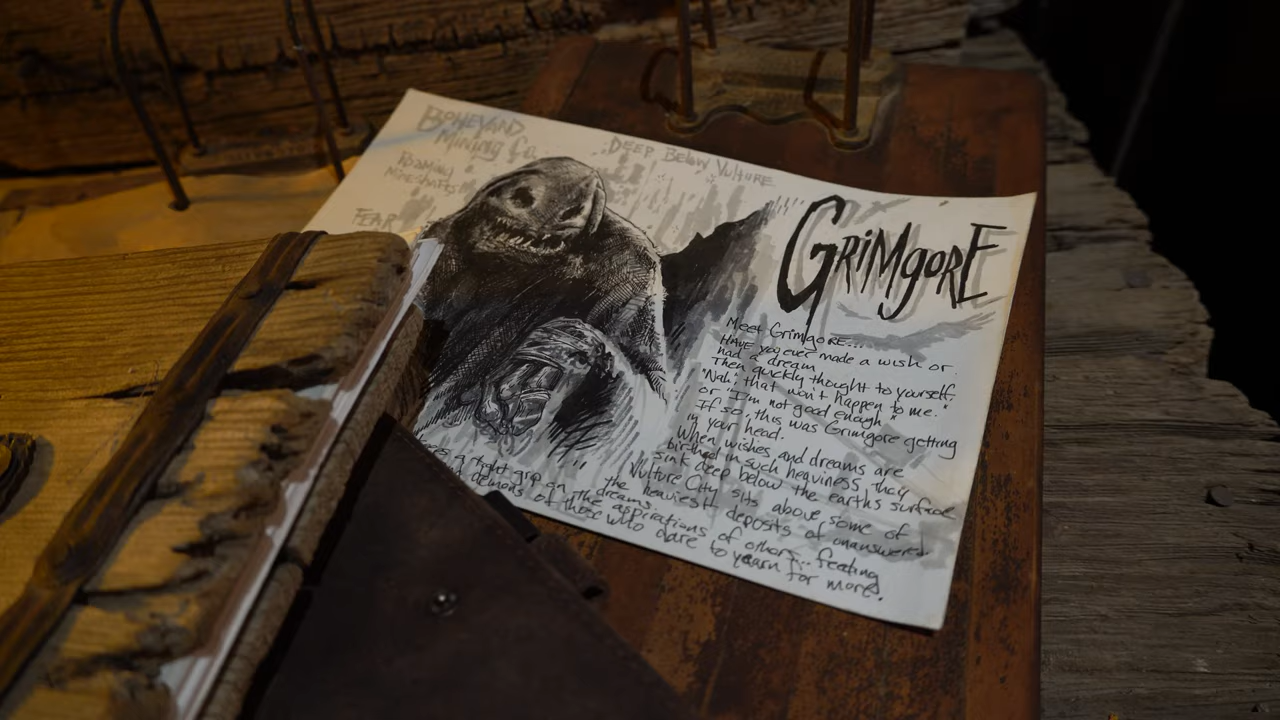 BONEYARD
Mining Co
DEEP Below Vulture
ROAMING
MINESHAFTS
FEAR
GRiMgORE
Meet GrimgorE...
HAVE you ever made a wish or
had a dream
Then quickly thought to yourself,
"Nah, that won't happen to me."
or "I'm not good enough"
If so, this was Grimgore getting
in your head.
When wishes and dreams are
birthed in such heaviness, they
sink deep below the earths surface
Vulture City sits above some of
the heaviest deposits of unanswered
dreams.
a tight grip on the aspirations of others... feeding
demons of those who dare to yearn for more.